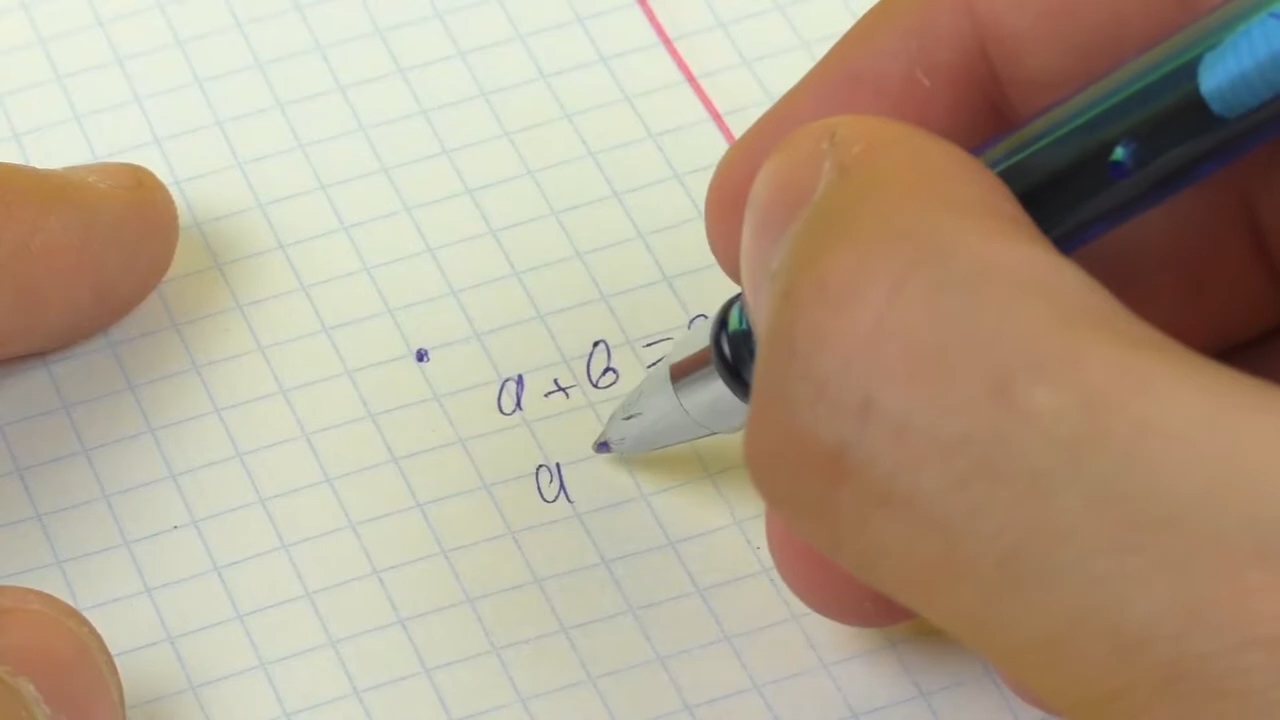 a + b =
a